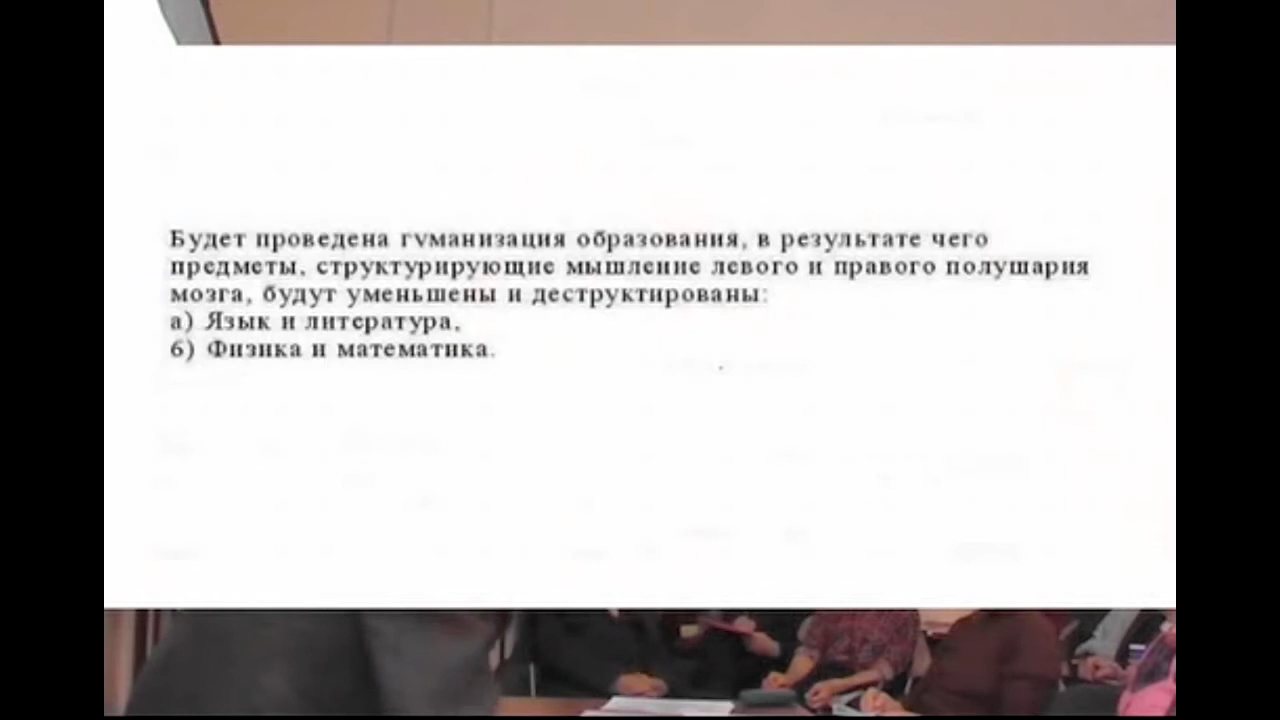 Будет проведена гуманизация образования, в результате чего
предметы, структурирующие мышление левого и правого полушария
мозга, будут уменьшены и деструктированы:
а) Язык и литература,
б) Физика и математика.